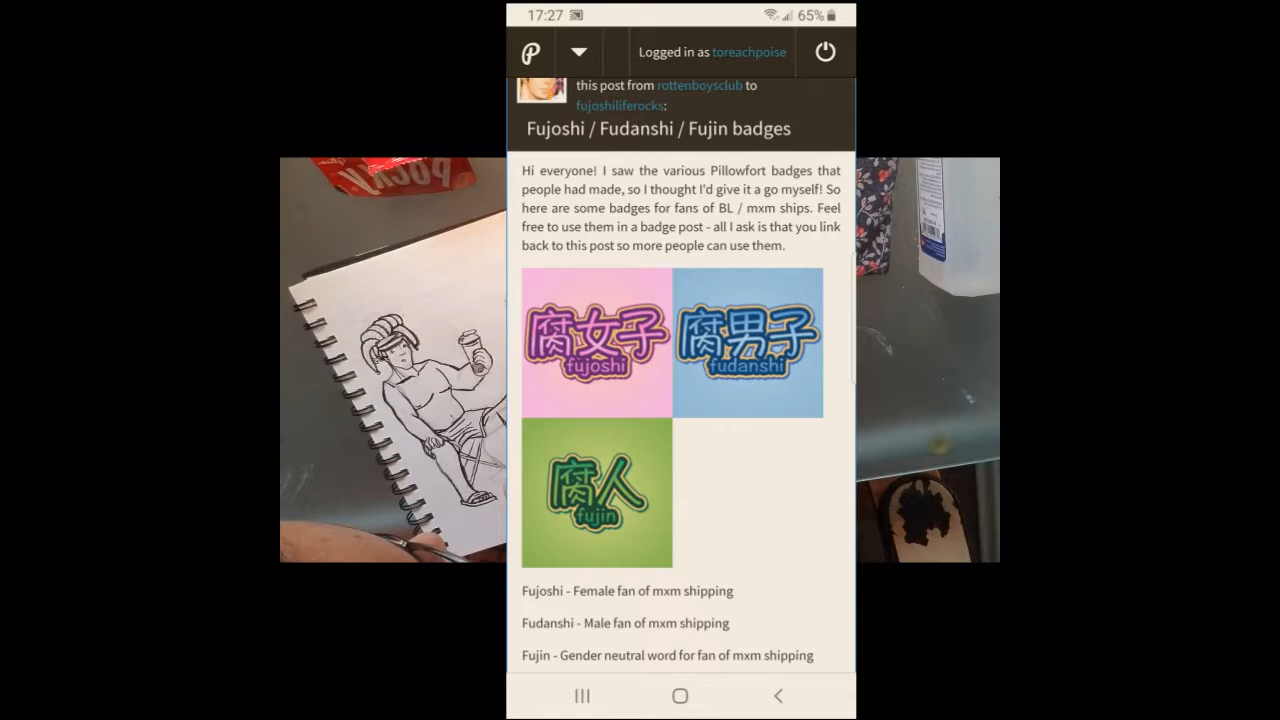 17:27
65%
Logged in as toreachpoise
this post from rottenboysclub to
fujoshiliferocks:
Fujoshi / Fudanshi / Fujin badges
Hi everyone! I saw the various Pillowfort badges that
people had made, so I thought I'd give it a go myself! So
here are some badges for fans of BL / mxm ships. Feel
free to use them in a badge post - all I ask is that you link
back to this post so more people can use them.
腐女子
fujoshi
腐男子
fudanshi
腐人
fujin
Fujoshi - Female fan of mxm shipping
Fudanshi - Male fan of mxm shipping
Fujin - Gender neutral word for fan of mxm shipping
POCKY